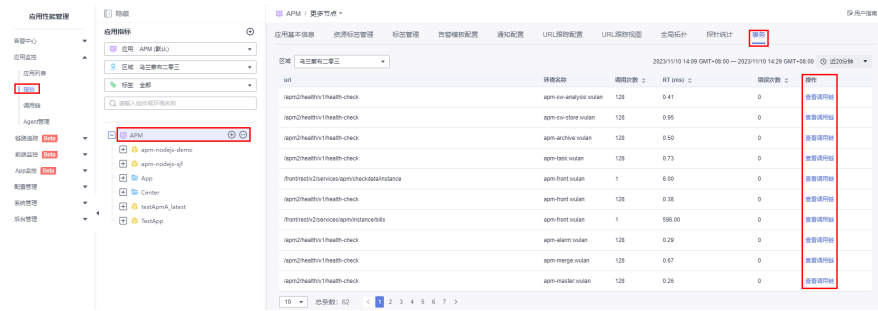 应用性能管理
告警中心
应用监控
应用列表
指标
调用链
Agent管理
链路追踪 Beta
前端监控 Beta
App监控 Beta
配置管理
系统管理
后台管理
隐藏
应用指标
应用 APM (默认)
区域 乌兰察布二零三
标签 全部
APM
apm-nodejs-demo
apm-nodejs-sjf
App
Center
testApmA_latest
TestApp
APM / 更多节点
用户指南
应用基本信息 资源标签管理 标签管理 告警模板配置 通知配置 URL跟踪配置 URL跟踪视图 全局拓扑 探针统计 事务
区域 乌兰察布二零三
2023/11/10 14:09 GMT+08:00 — 2023/11/10 14:29 GMT+08:00 近20分钟
url 环境名称 调用次数 RT (ms) 错误次数 操作
/apm2/health/v1/health-check apm-sw-analysis:wulan 128 0.41 0 查看调用链
/apm2/health/v1/health-check apm-sw-store:wulan 128 0.95 0 查看调用链
/apm2/health/v1/health-check apm-archive:wulan 128 0.50 0 查看调用链
/apm2/health/v1/health-check apm-task:wulan 128 0.73 0 查看调用链
/front/rest/v2/services/apm/checkdata/instance apm-front:wulan 1 6.00 0 查看调用链
/apm2/health/v1/health-check apm-front:wulan 128 0.38 0 查看调用链
/front/rest/v2/services/apm/instance/bills apm-front:wulan 1 596.00 0 查看调用链
/apm2/health/v1/health-check apm-alarm:wulan 128 0.29 0 查看调用链
/apm2/health/v1/health-check apm-merge:wulan 128 0.67 0 查看调用链
/apm2/health/v1/health-check apm-master:wulan 128 0.26 0 查看调用链
10 总条数: 62 < 1 2 3 4 5 6 7 >